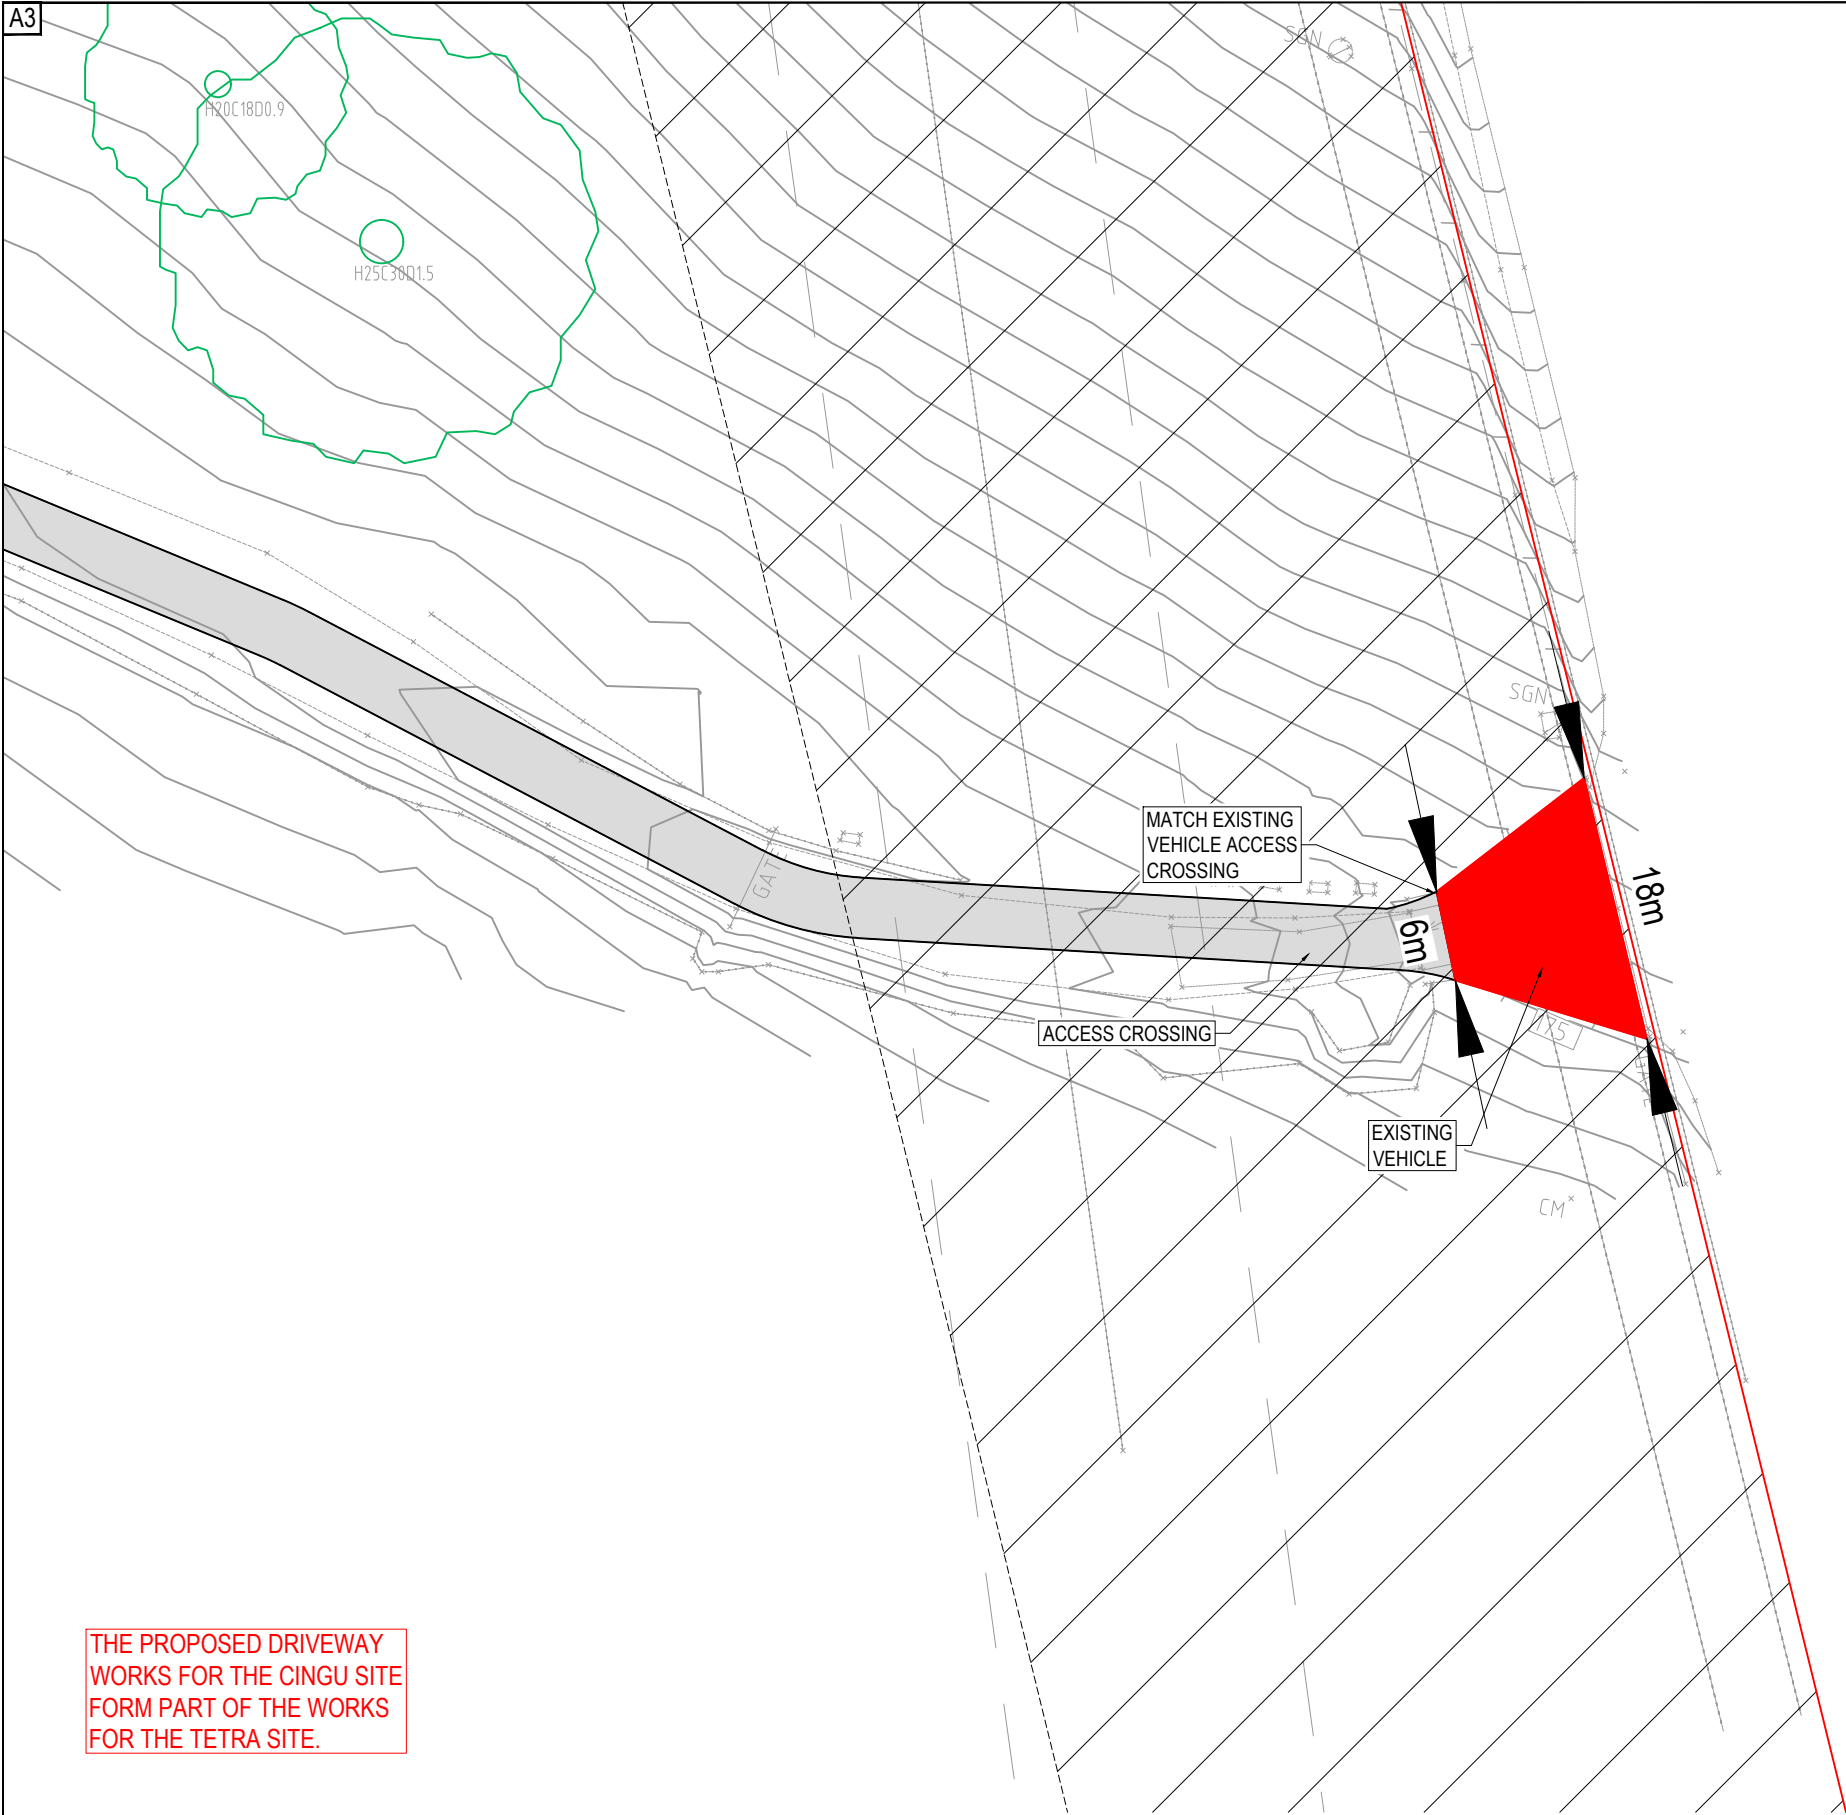 A3
SGN
H20C18D0.9
H25C30D1.5
SGN
MATCH EXISTING
VEHICLE ACCESS
CROSSING
18m
6m
ACCESS CROSSING
EXISTING
VEHICLE
CM
THE PROPOSED DRIVEWAY
WORKS FOR THE CINGU SITE
FORM PART OF THE WORKS
FOR THE TETRA SITE.